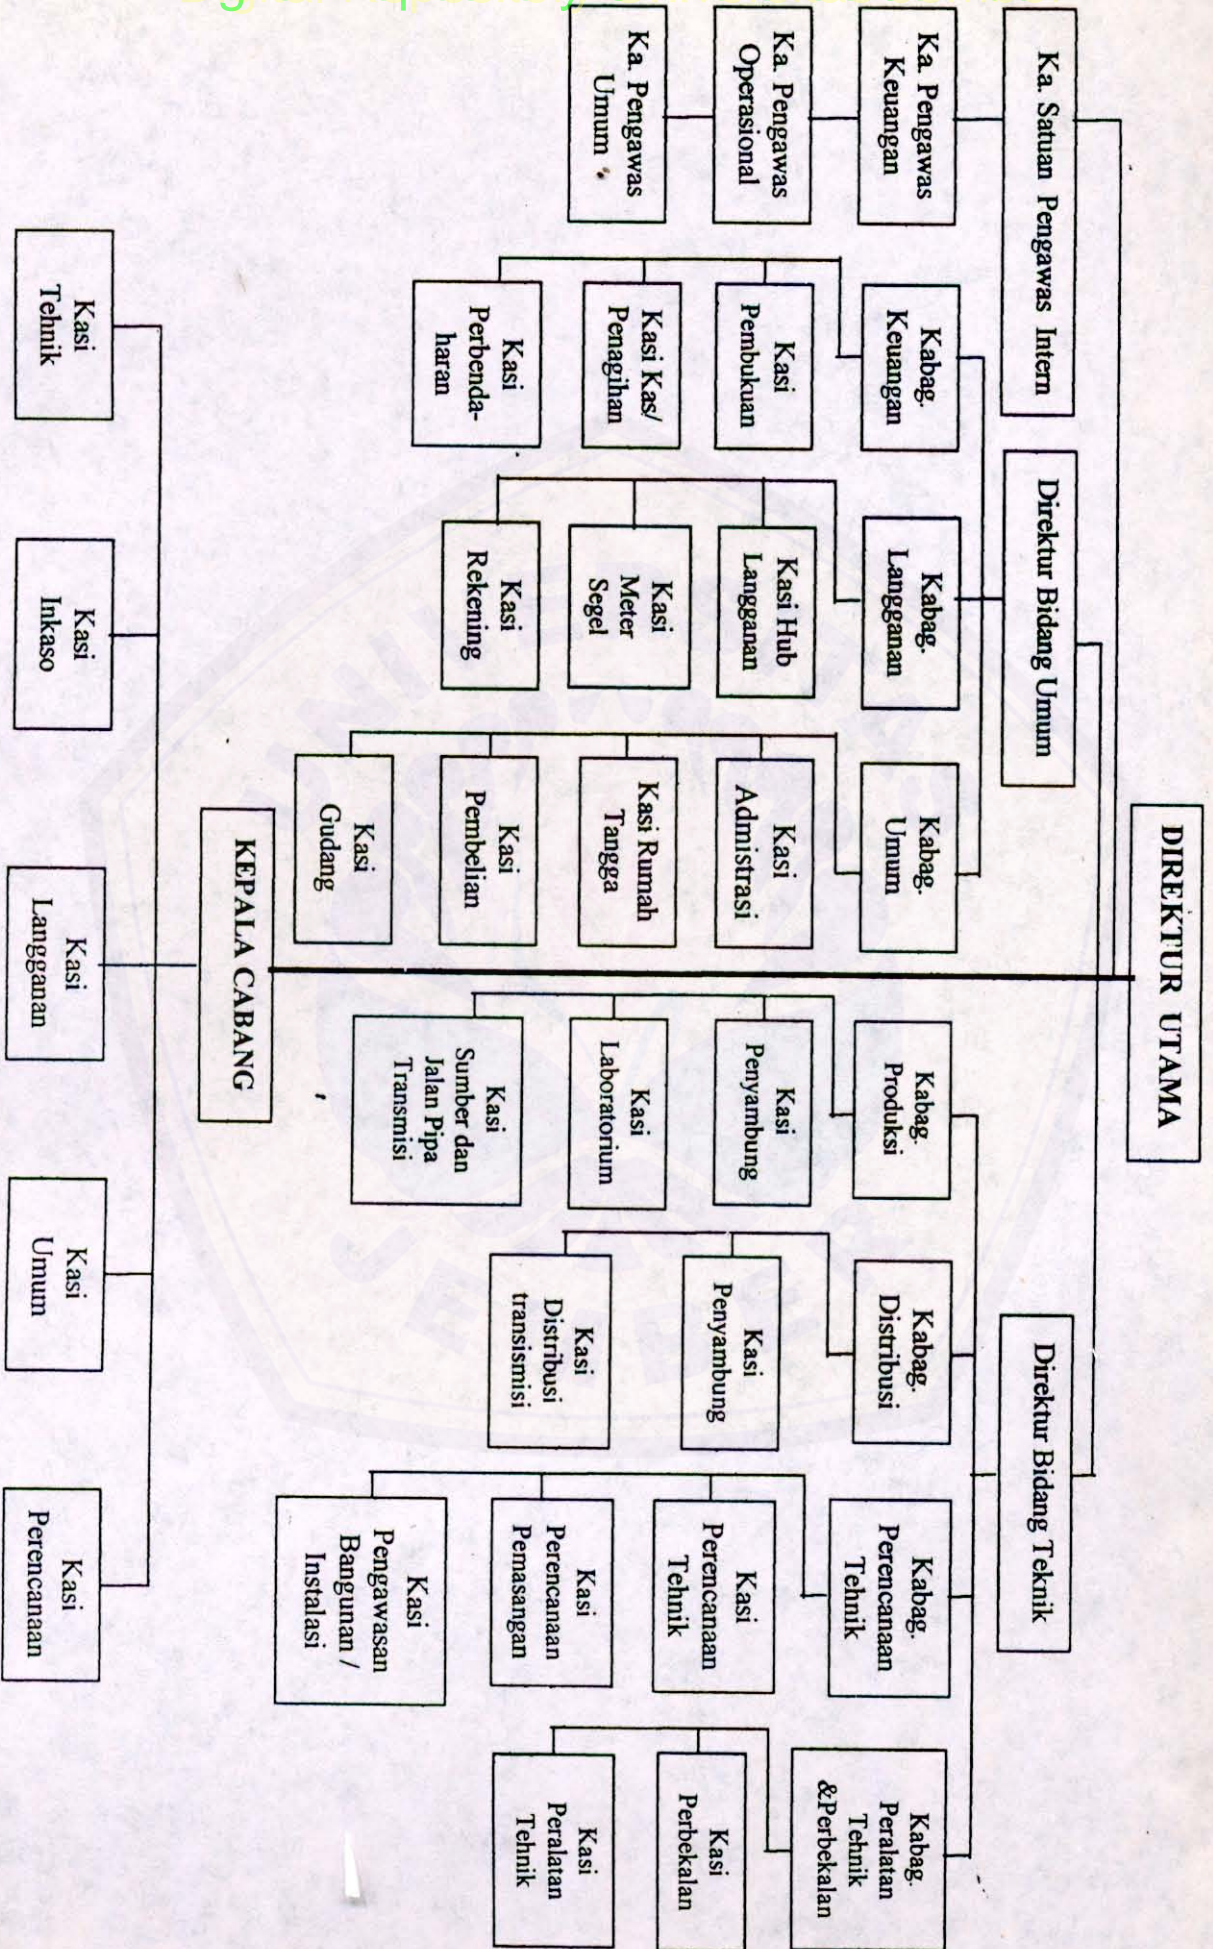 DIREKTUR UTAMA
Ka. Satuan Pengawas Intern
Direktur Bidang Umum
Direktur Bidang Teknik
Ka. Pengawas
Keuangan
Ka. Pengawas
Operasional
Ka. Pengawas
Umum
Kabag.
Keuangan
Kasi
Pembukuan
Kasi Kas/
Penagihan
Kasi
Perbenda-
haran
Kabag.
Langganan
Kasi Hub
Langganan
Kasi
Meter
Segel
Kasi
Rekening
Kabag.
Umum
Kasi
Admistrasi
Kasi Rumah
Tangga
Kasi
Pembelian
Kasi
Gudang
Kabag.
Produksi
Kasi
Penyambung
Kasi
Laboratorium
Kasi
Sumber dan
Jalan Pipa
Transmisi
Kabag.
Distribusi
Kasi
Penyambung
Kasi
Distribusi
transismisi
Kabag.
Perencanaan
Tehnik
Kasi
Perencanaan
Tehnik
Kasi
Perencanaan
Pemasangan
Kasi
Pengawasan
Bangunan /
Instalasi
Kabag.
Peralatan
Tehnik
&Perbekalan
Kasi
Perbekalan
Kasi
Peralatan
Tehnik
KEPALA CABANG
Kasi
Tehnik
Kasi
Inkaso
Kasi
Langganan
Kasi
Umum
Kasi
Perencanaan